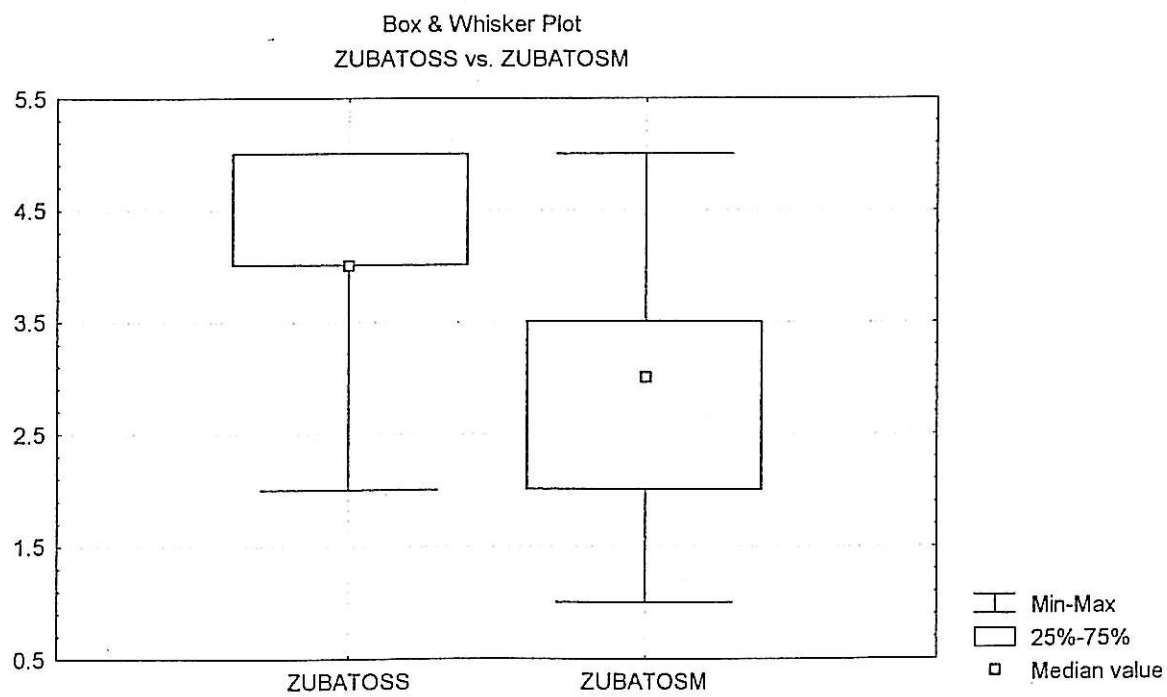 Box & Whisker Plot
ZUBATOSS vs. ZUBATOSM
5.5
4.5
3.5
2.5
1.5
0.5
ZUBATOSS
ZUBATOSM
Min-Max
25%-75%
Median value